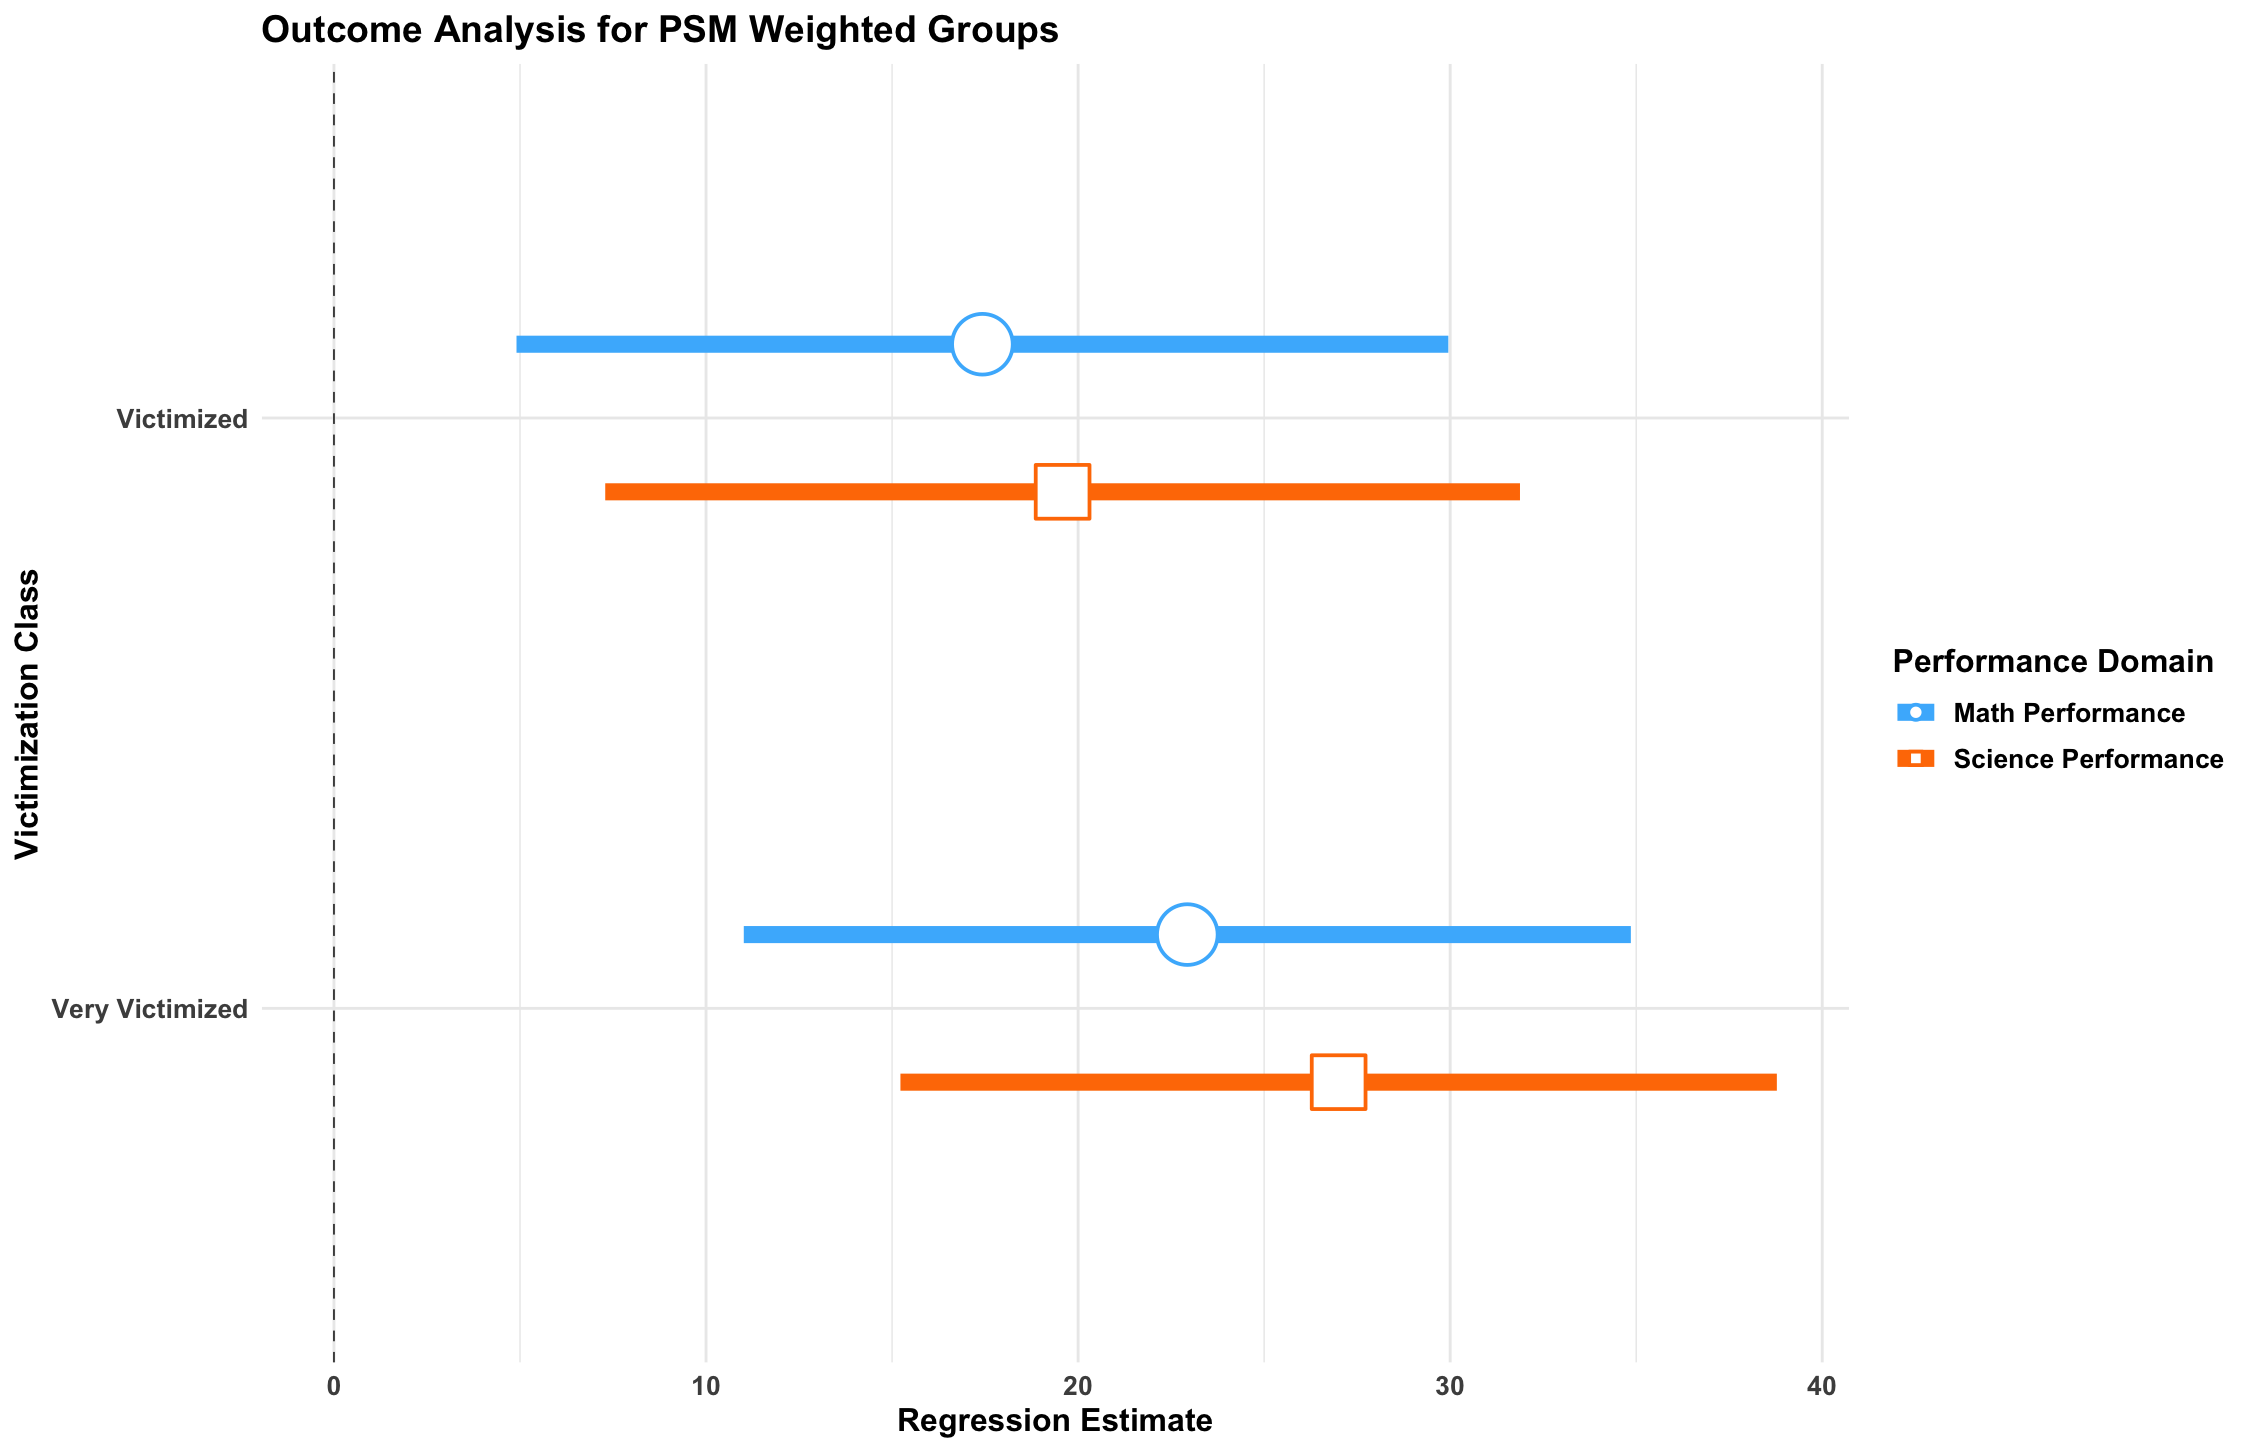 Outcome Analysis for PSM Weighted Groups
Victimization Class
Victimized
Very Victimized
0 10 20 30 40
Regression Estimate
Performance Domain
Math Performance
Science Performance